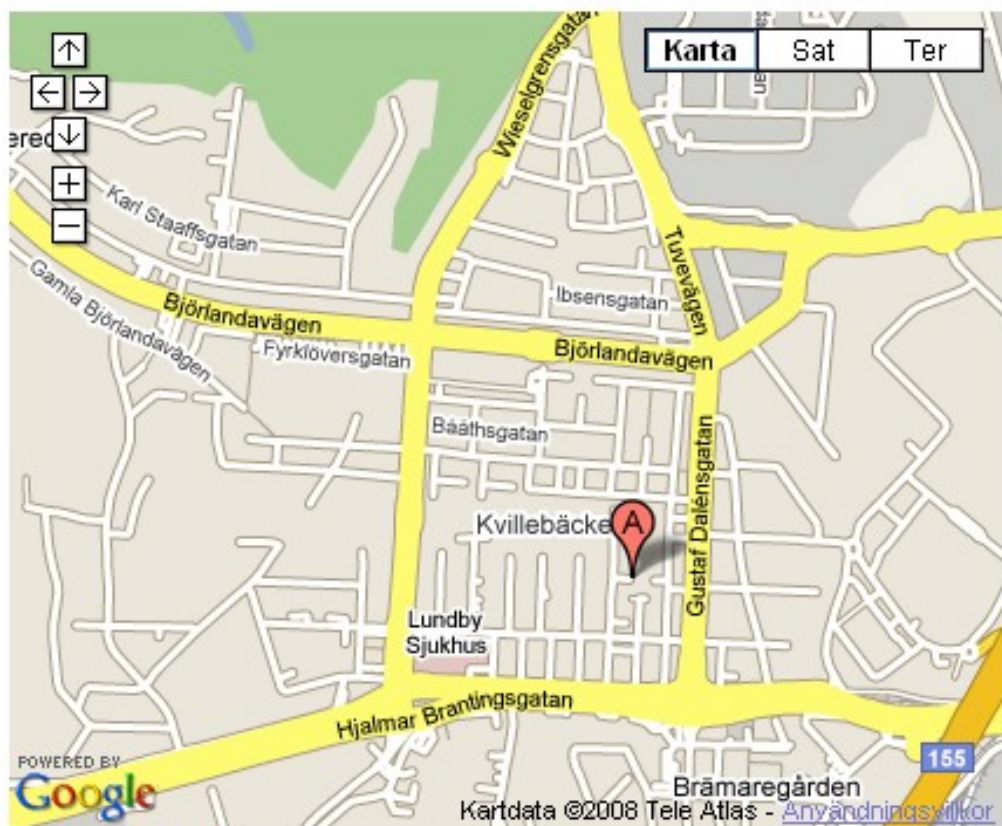 Karta
Sat
Ter
Wieselgrensgatan
Karl Staaffsgatan
Tuvevägen
Gamla Björlandavägen
Ibsensgatan
Björlandavägen
Fyrklöversgatan
Björlandavägen
Bååthsgatan
Gustaf Dalénsgatan
Kvillebäcke
A
Lundby
Sjukhus
Hjalmar Brantingsgatan
155
POWERED BY
Google
Brämaregården
Kartdata ©2008 Tele Atlas - Användningsvillkor